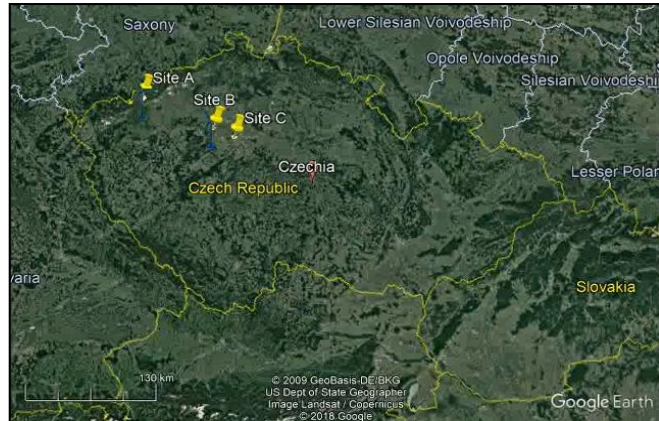 Saxony
Lower Silesian Voivodeship
Opole Voivodeship
Silesian Voivodeshi
Site A
Site B
Site C
Czechia
Lesser Polan
Czech Republic
varia
Slovakia
130 km
© 2009 GeoBasis-DE/BKG
US Dept of State Geographer
Image Landsat / Copernicus
© 2018 Google
Google Earth